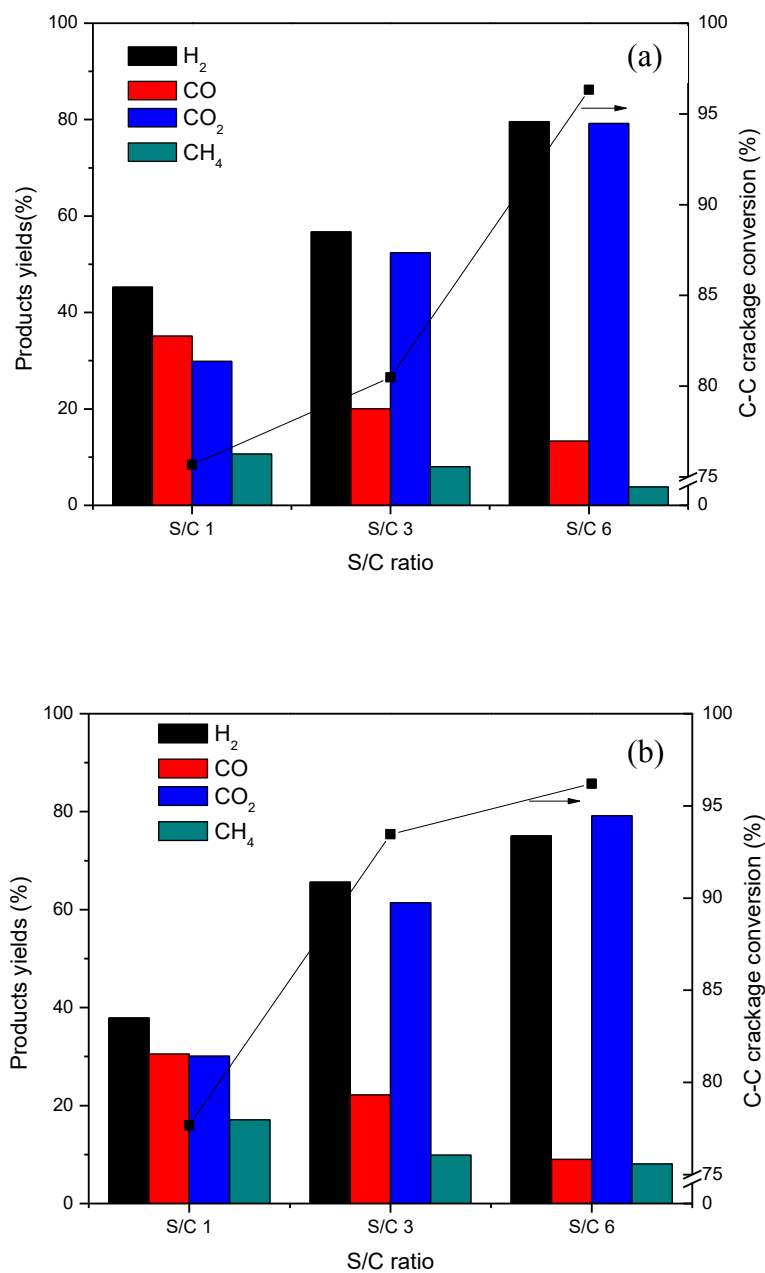 (a)
H2
CO
CO2
CH4
Products yields(%)
100
80
60
40
20
0
C-C crackage conversion (%)
100
95
90
85
80
75
0
S/C 1
S/C 3
S/C 6
S/C ratio
(b)
H2
CO
CO2
CH4
Products yields (%)
100
80
60
40
20
0
C-C crackage conversion (%)
100
95
90
85
80
75
0
S/C 1
S/C 3
S/C 6
S/C ratio